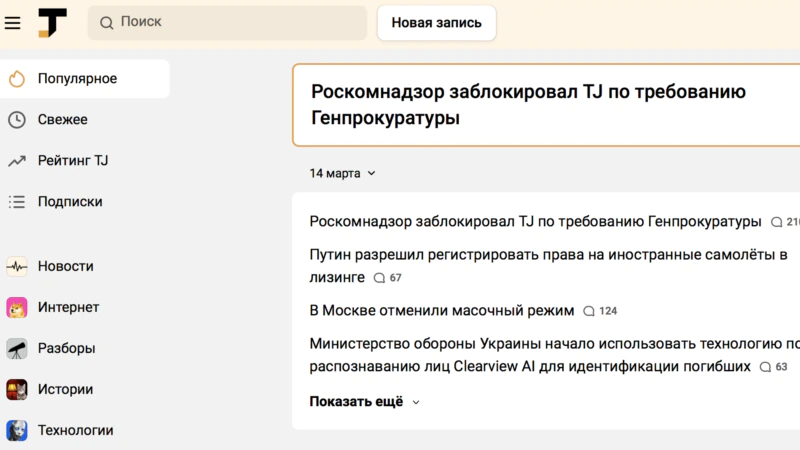 Поиск
Новая запись
Популярное
Свежее
Рейтинг TJ
Подписки
Новости
Интернет
Разборы
Истории
Технологии
Роскомнадзор заблокировал TJ по требованию
Генпрокуратуры
14 марта
Роскомнадзор заблокировал TJ по требованию Генпрокуратуры
Путин разрешил регистрировать права на иностранные самолёты в
лизинге 67
В Москве отменили масочный режим 124
Министерство обороны Украины начало использовать технологию по
распознаванию лиц Clearview AI для идентификации погибших 63
Показать ещё